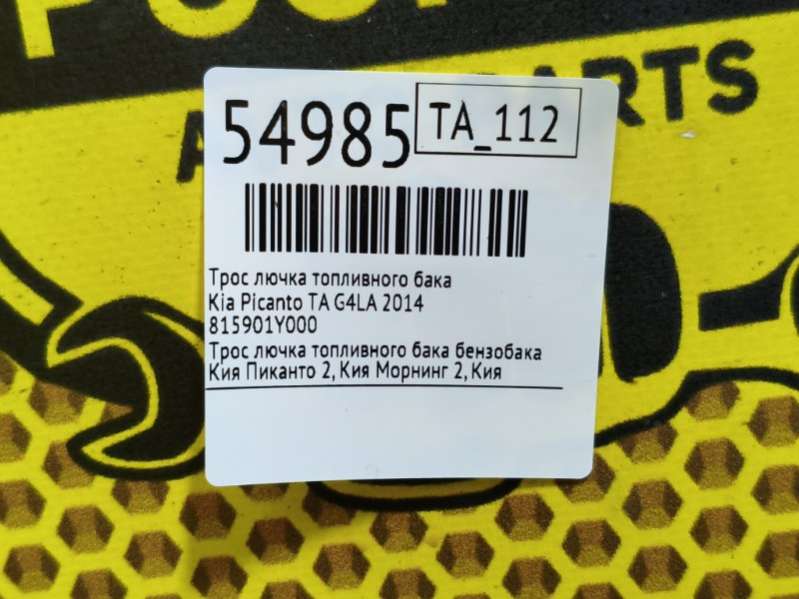 PARTS
54985
TA_112
Трос лючка топливного бака
Kia Picanto TA G4LA 2014
815901Y000
Трос лючка топливного бака бензобака
Кия Пиканто 2, Кия Морнинг 2, Кия